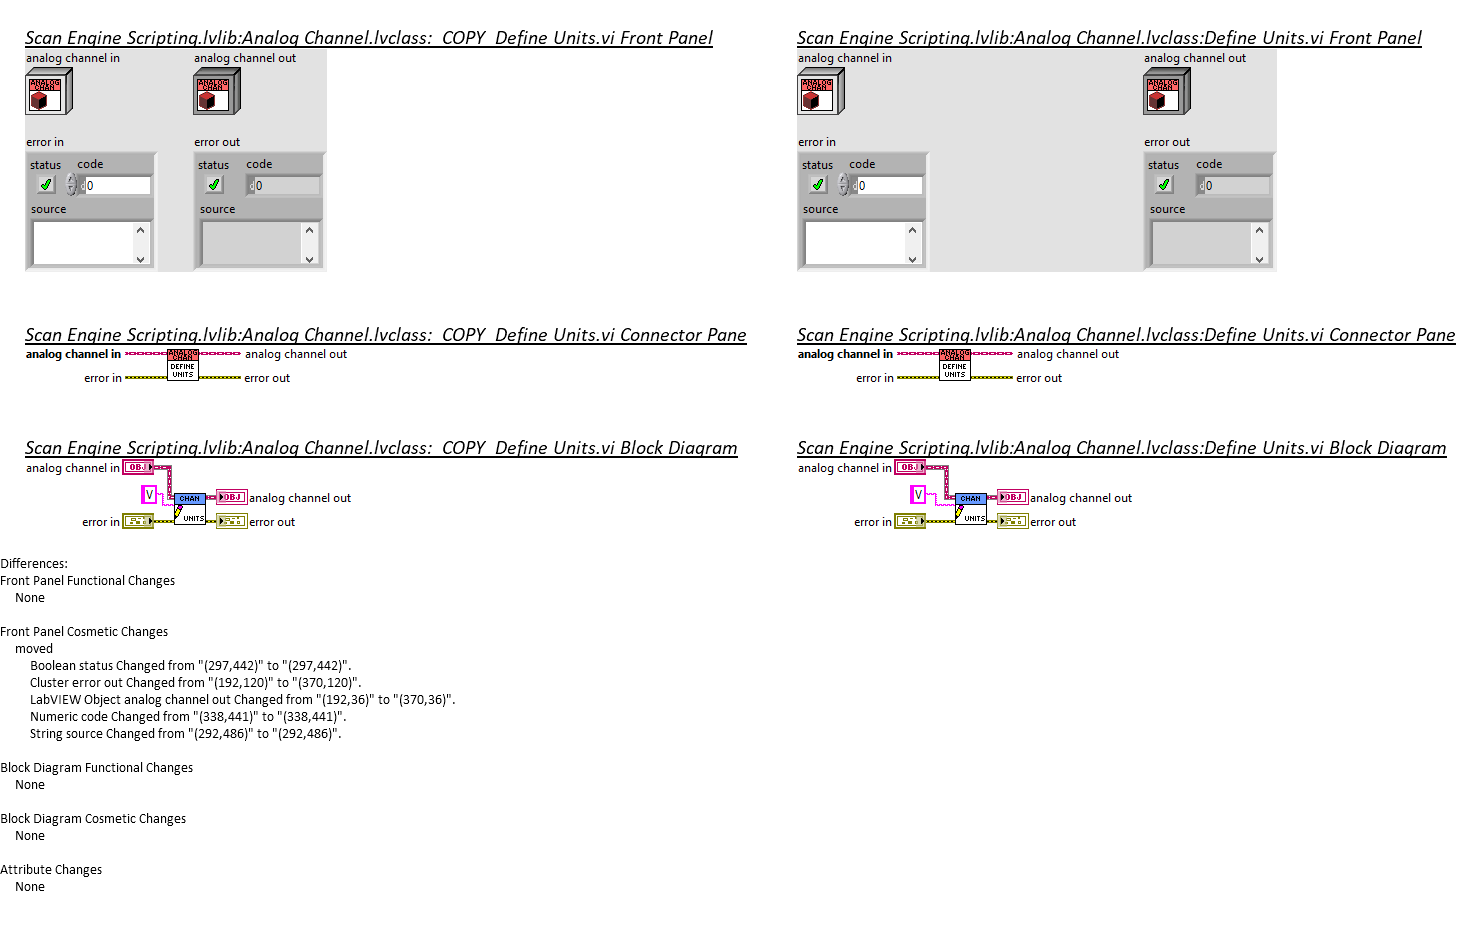 Scan Engine Scripting.lvlib:Analog Channel.lvclass:_COPY_Define Units.vi Front Panel
analog channel in
analog channel out
ANALOG
CHAN
ANALOG
CHAN
error in
error out
status
code
status
code
0
d
0
source
source
Scan Engine Scripting.lvlib:Analog Channel.lvclass:Define Units.vi Front Panel
analog channel in
analog channel out
ANALOG
CHAN
ANALOG
CHAN
error in
error out
status
code
status
code
0
d
0
source
source
Scan Engine Scripting.lvlib:Analog Channel.lvclass:_COPY_Define Units.vi Connector Pane
analog channel in
ANALOG
CHAN
analog channel out
DEFINE
UNITS
error in
error out
Scan Engine Scripting.lvlib:Analog Channel.lvclass:Define Units.vi Connector Pane
analog channel in
ANALOG
CHAN
analog channel out
DEFINE
UNITS
error in
error out
Scan Engine Scripting.lvlib:Analog Channel.lvclass:_COPY_Define Units.vi Block Diagram
analog channel in
OBJ
V
CHAN
OBJ
analog channel out
error in
UNITS
error out
Scan Engine Scripting.lvlib:Analog Channel.lvclass:Define Units.vi Block Diagram
analog channel in
OBJ
V
CHAN
OBJ
analog channel out
error in
UNITS
error out
Differences:
Front Panel Functional Changes
None
Front Panel Cosmetic Changes
moved
Boolean status Changed from "(297,442)" to "(297,442)".
Cluster error out Changed from "(192,120)" to "(370,120)".
LabVIEW Object analog channel out Changed from "(192,36)" to "(370,36)".
Numeric code Changed from "(338,441)" to "(338,441)".
String source Changed from "(292,486)" to "(292,486)".
Block Diagram Functional Changes
None
Block Diagram Cosmetic Changes
None
Attribute Changes
None